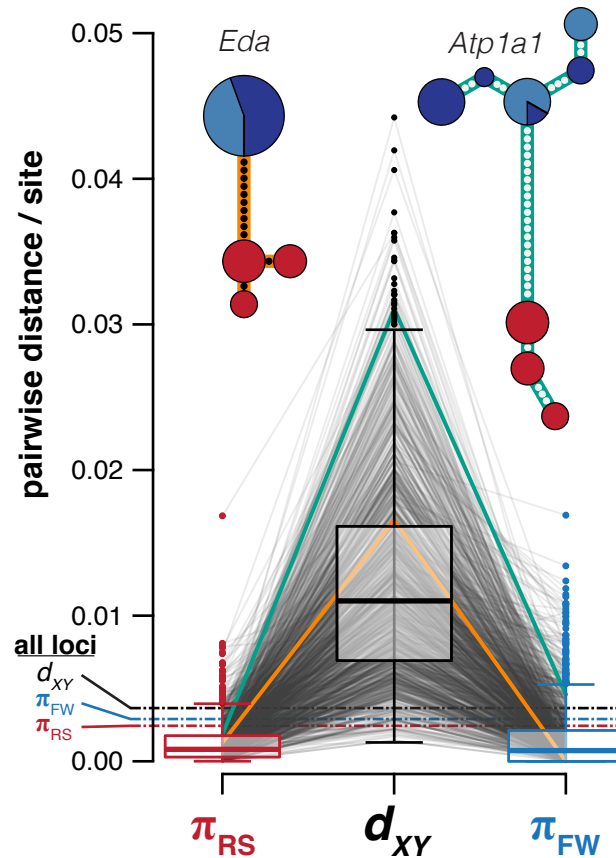 0.05
0.04
0.03
0.02
0.01
0.00
pairwise distance / site
Eda
Atp1a1
all loci
dXY
πFW
πRS
πRS
dXY
πFW